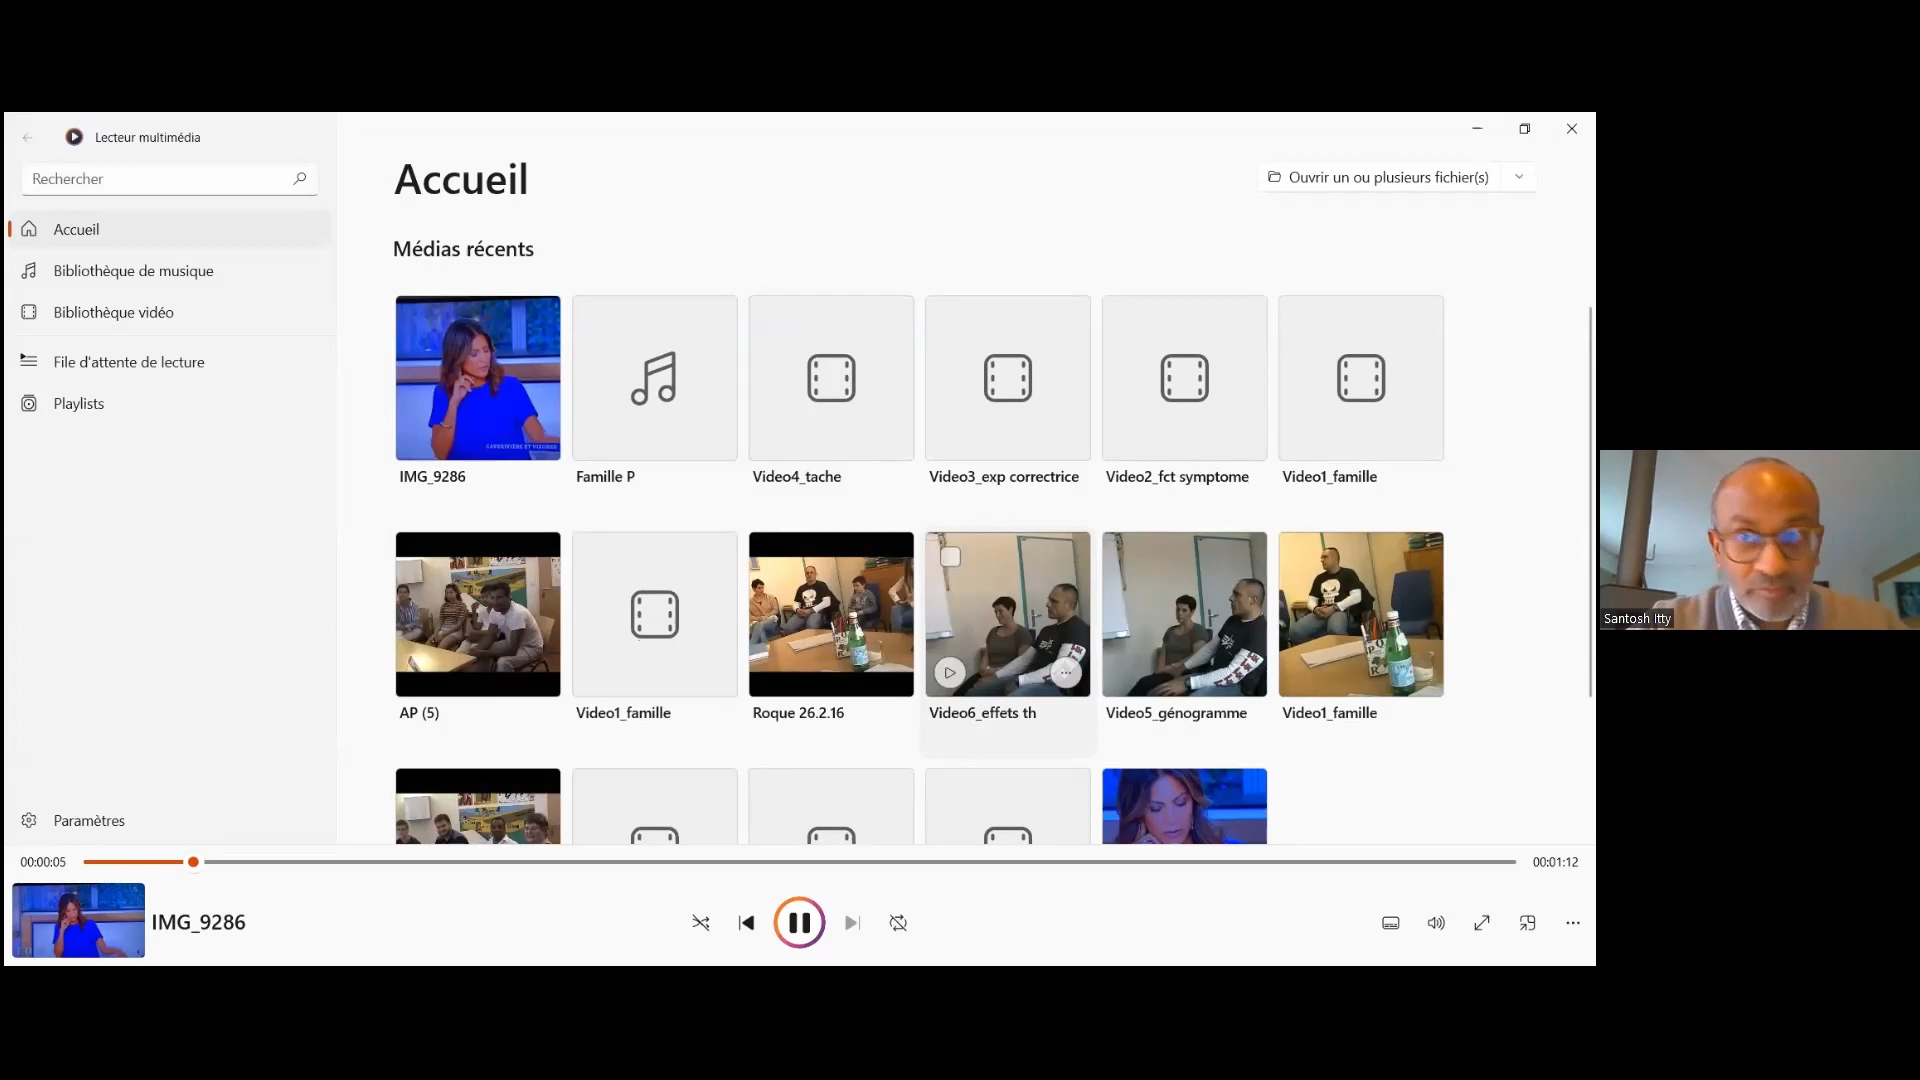 Lecteur multimédia
Rechercher
Accueil
Bibliothèque de musique
Bibliothèque vidéo
File d'attente de lecture
Playlists
Paramètres
Accueil
Ouvrir un ou plusieurs fichier(s)
Médias récents
IMG_9286
Famille P
Video4_tache
Video3_exp correctrice
Video2_fct symptome
Video1_famille
AP (5)
Video1_famille
Roque 26.2.16
Video6_effets th
Video5_génogramme
Video1_famille
00:00:05
00:01:12
IMG_9286
Santosh Itty